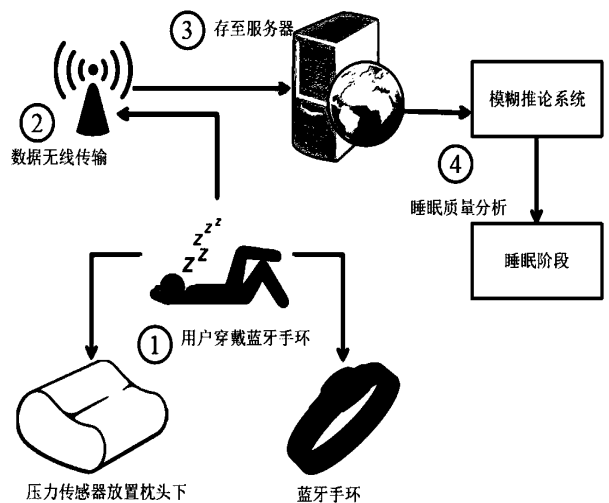 ③ 存至服务器
模糊推论系统
②
数据无线传输
④
睡眠质量分析
睡眠阶段
z z z Z Z
① 用户穿戴蓝牙手环
压力传感器放置枕头下
蓝牙手环